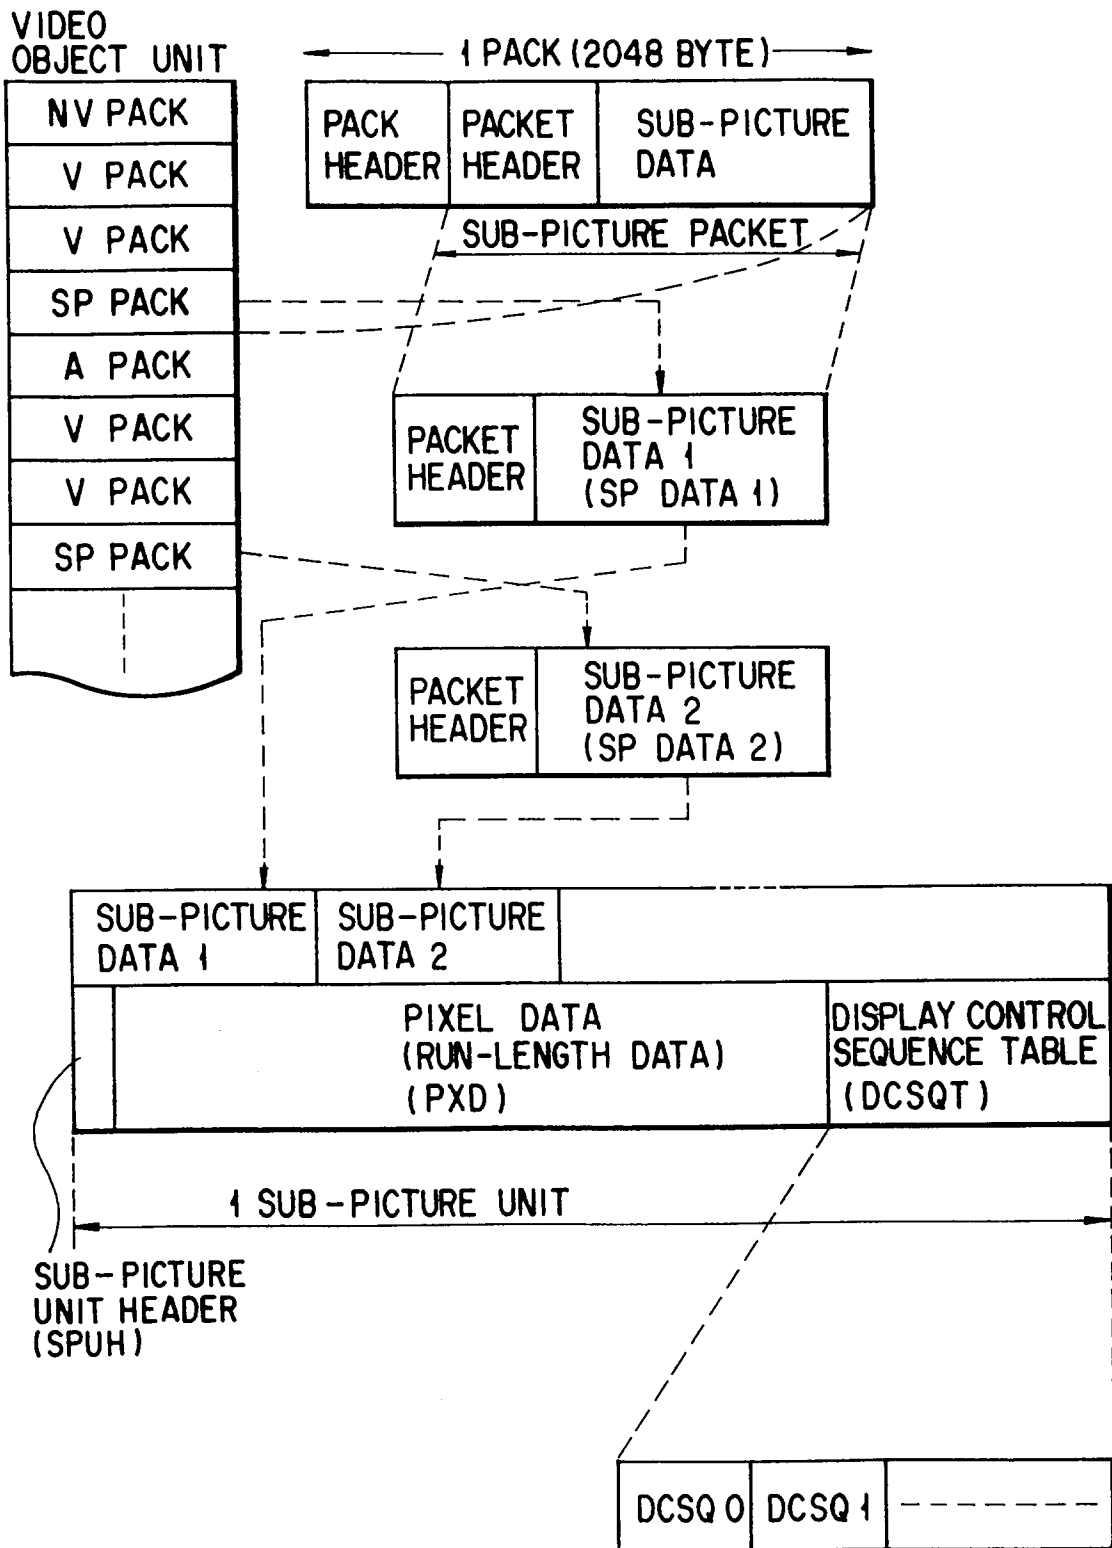 VIDEO
OBJECT UNIT
NV PACK
V PACK
V PACK
SP PACK
A PACK
V PACK
V PACK
SP PACK
1 PACK (2048 BYTE)
PACK
HEADER
PACKET
HEADER
SUB-PICTURE
DATA
SUB-PICTURE PACKET
PACKET
HEADER
SUB-PICTURE
DATA 1
(SP DATA 1)
PACKET
HEADER
SUB-PICTURE
DATA 2
(SP DATA 2)
SUB-PICTURE
DATA 1
SUB-PICTURE
DATA 2
PIXEL DATA
(RUN-LENGTH DATA)
(PXD)
DISPLAY CONTROL
SEQUENCE TABLE
(DCSQT)
1 SUB-PICTURE UNIT
SUB-PICTURE
UNIT HEADER
(SPUH)
DCSQ 0
DCSQ 1